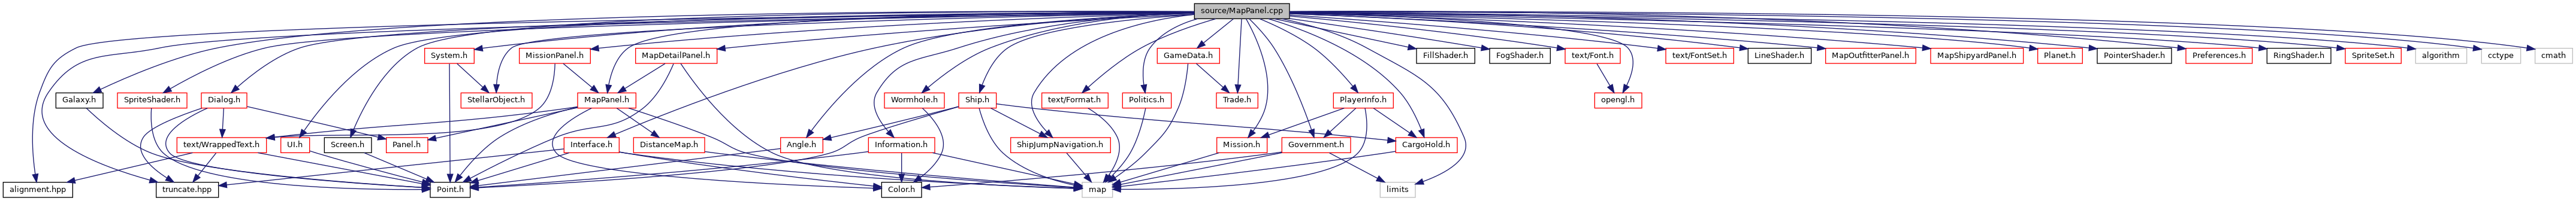 source/MapPanel.cpp
System.h
MissionPanel.h
MapDetailPanel.h
GameData.h
FillShader.h
FogShader.h
text/Font.h
text/FontSet.h
LineShader.h
MapOutfitterPanel.h
MapShipyardPanel.h
Planet.h
PointerShader.h
Preferences.h
RingShader.h
SpriteSet.h
algorithm
cctype
cmath
Galaxy.h
SpriteShader.h
Dialog.h
StellarObject.h
MapPanel.h
Wormhole.h
Ship.h
text/Format.h
Politics.h
Trade.h
PlayerInfo.h
opengl.h
text/WrappedText.h
UI.h
Screen.h
Panel.h
Interface.h
DistanceMap.h
Angle.h
Information.h
ShipJumpNavigation.h
Mission.h
Government.h
CargoHold.h
alignment.hpp
truncate.hpp
Point.h
Color.h
map
limits